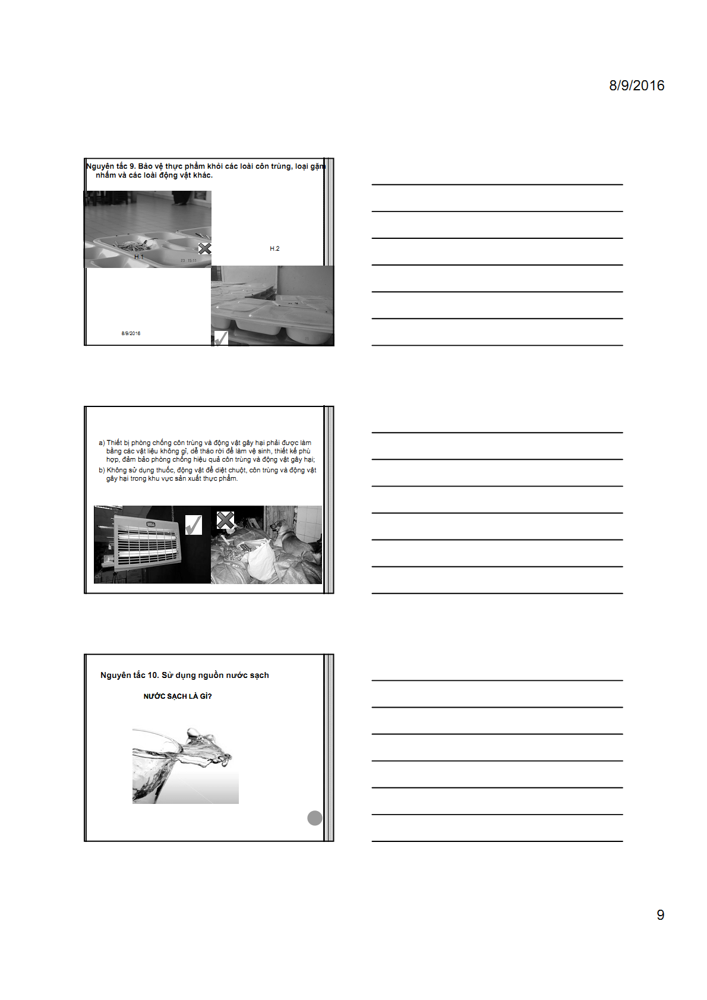 8/9/2016
Nguyên tắc 9. Bảo vệ thực phẩm khỏi các loài côn trùng, loại gặm
nhấm và các loài động vật khác.
H.2
H.1
23 15:11
8/9/2016
a) Thiết bị phòng chống côn trùng và động vật gây hại phải được làm
bằng các vật liệu không gỉ, dễ tháo rời để làm vệ sinh, thiết kế phù
hợp, đảm bảo phòng chống hiệu quả côn trùng và động vật gây hại;
b) Không sử dụng thuốc, động vật để diệt chuột, côn trùng và động vật
gây hại trong khu vực sản xuất thực phẩm.
WELL
Nguyên tắc 10. Sử dụng nguồn nước sạch
NƯỚC SẠCH LÀ GÌ?
9